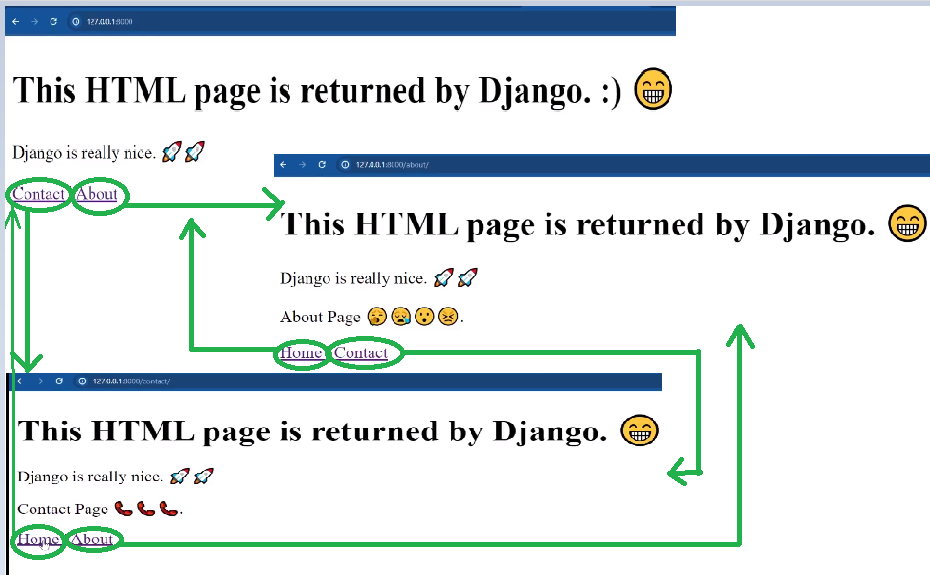 127.0.0.1:8000
This HTML page is returned by Django. :) 😁
Django is really nice. 🚀🚀
Contact About
127.0.0.1:8000/about/
This HTML page is returned by Django. 😁
Django is really nice. 🚀🚀
About Page 🥱😪😯😣.
Home Contact
127.0.0.1:8000/contact/
This HTML page is returned by Django. 😁
Django is really nice. 🚀🚀
Contact Page 📞📞📞.
Home About